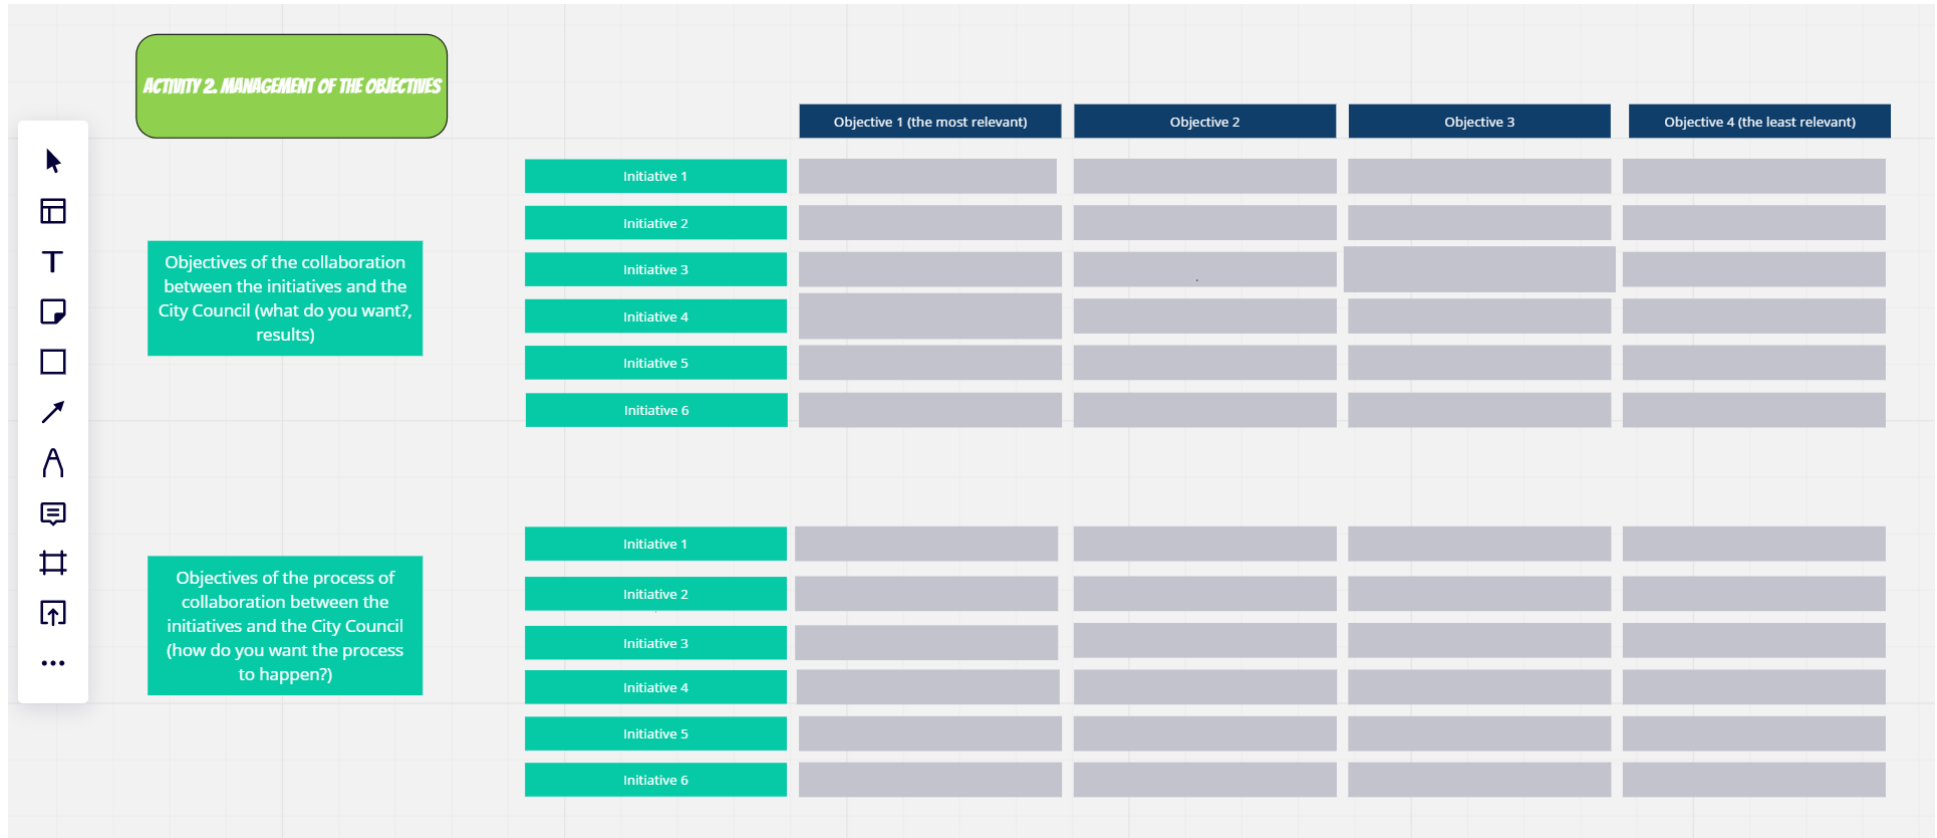 ACTIVITY 2. MANAGEMENT OF THE OBJECTIVES
Objective 1 (the most relevant)
Objective 2
Objective 3
Objective 4 (the least relevant)
Objectives of the collaboration
between the initiatives and the
City Council (what do you want?,
results)
Initiative 1
Initiative 2
Initiative 3
Initiative 4
Initiative 5
Initiative 6
Objectives of the process of
collaboration between the
initiatives and the City Council
(how do you want the process
to happen?)
Initiative 1
Initiative 2
Initiative 3
Initiative 4
Initiative 5
Initiative 6